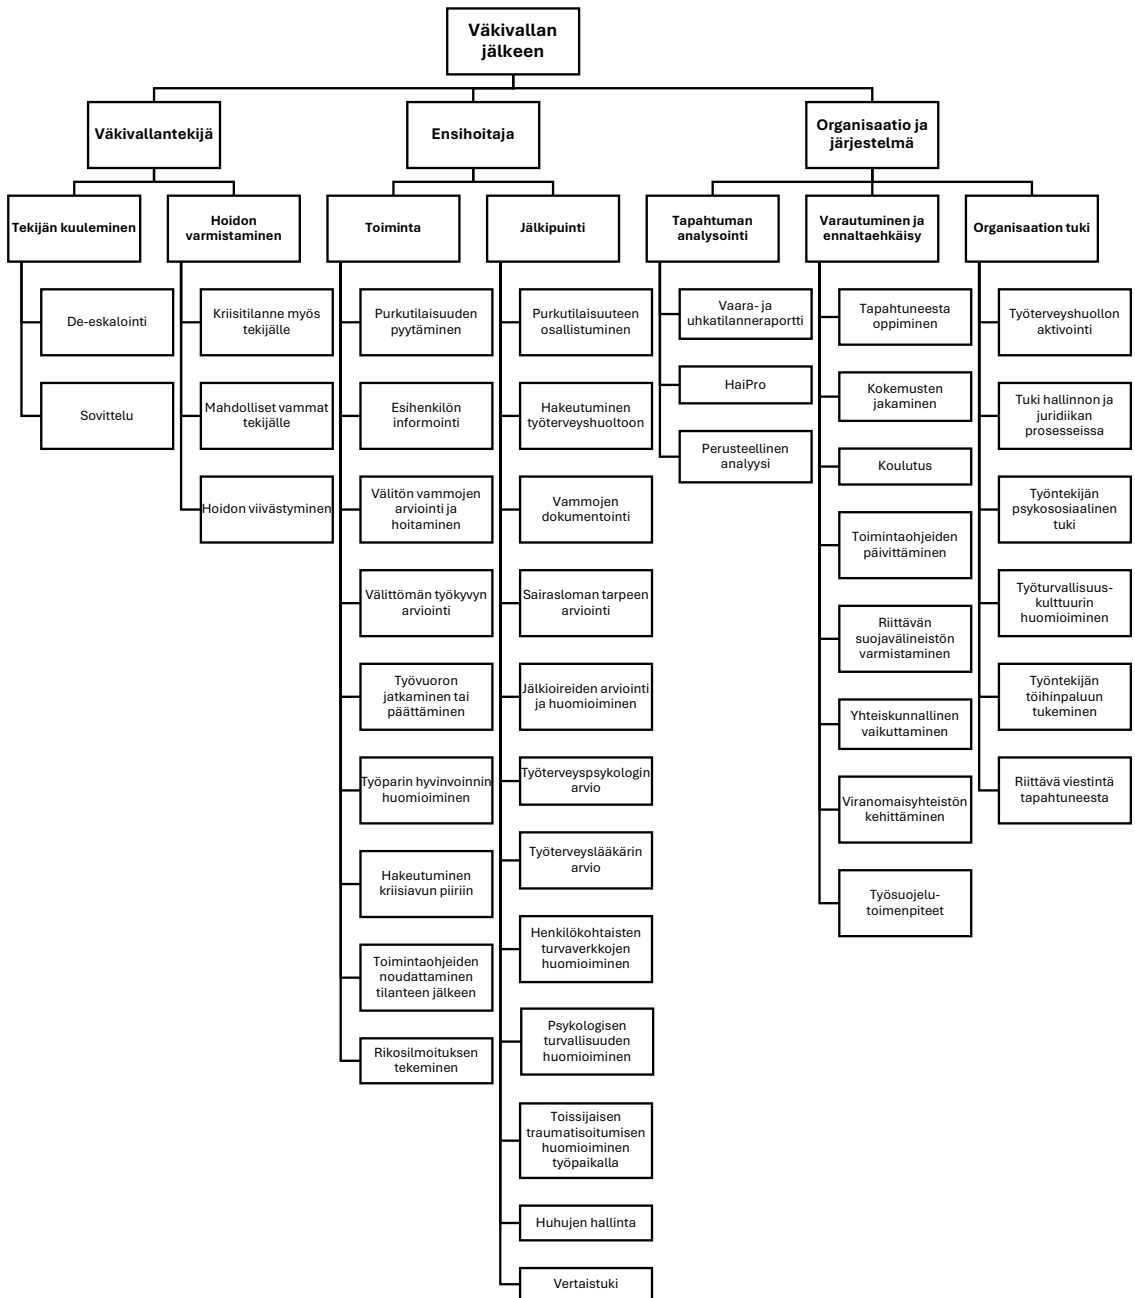 Väkivallan
jälkeen
Väkivallantekijä
Ensihoitaja
Organisaatio ja
järjestelmä
Tekijän kuuleminen
Hoidon
varmistaminen
Toiminta
Jälkipuinti
Tapahtuman
analysointi
Varautuminen ja
ennaltaehkäisy
Organisaation tuki
De-eskalointi
Sovittelu
Kriisitilanne myös
tekijälle
Mahdolliset vammat
tekijälle
Hoidon viivästyminen
Purkutilaisuuden
pyytäminen
Esihenkilön
informointi
Välitön vammojen
arviointi ja
hoitaminen
Välittömän työkyvyn
arviointi
Työvuoron
jatkaminen tai
päättäminen
Työparin hyvinvoinnin
huomioiminen
Hakeutuminen
kriisiavun piiriin
Toimintaohjeiden
noudattaminen
tilanteen jälkeen
Rikosilmoituksen
tekeminen
Purkutilaisuuteen
osallistuminen
Hakeutuminen
työterveyshuoltoon
Vammojen
dokumentointi
Sairasloman tarpeen
arviointi
Jälkioireiden arviointi
ja huomioiminen
Työterveyspsykologin
arvio
Työterveyslääkärin
arvio
Henkilökohtaisten
turvaverkkojen
huomioiminen
Psykologisen
turvallisuuden
huomioiminen
Toissijaisen
traumatisoitumisen
huomioiminen
työpaikalla
Huhujen hallinta
Vertaistuki
Vaara- ja
uhkatilanneraportti
HaiPro
Perusteellinen
analyysi
Tapahtuneesta
oppiminen
Kokemusten
jakaminen
Koulutus
Toimintaohjeiden
päivittäminen
Riittävän
suojavälineistön
varmistaminen
Yhteiskunnallinen
vaikuttaminen
Viranomaisyhteistön
kehittäminen
Työsuojelu-
toimenpiteet
Työterveyshuollon
aktivointi
Tuki hallinnon ja
juridiikan
prosesseissa
Työntekijän
psykososiaalinen
tuki
Työturvallisuus-
kulttuurin
huomioiminen
Työntekijän
töihinpaluun
tukeminen
Riittävä viestintä
tapahtuneesta